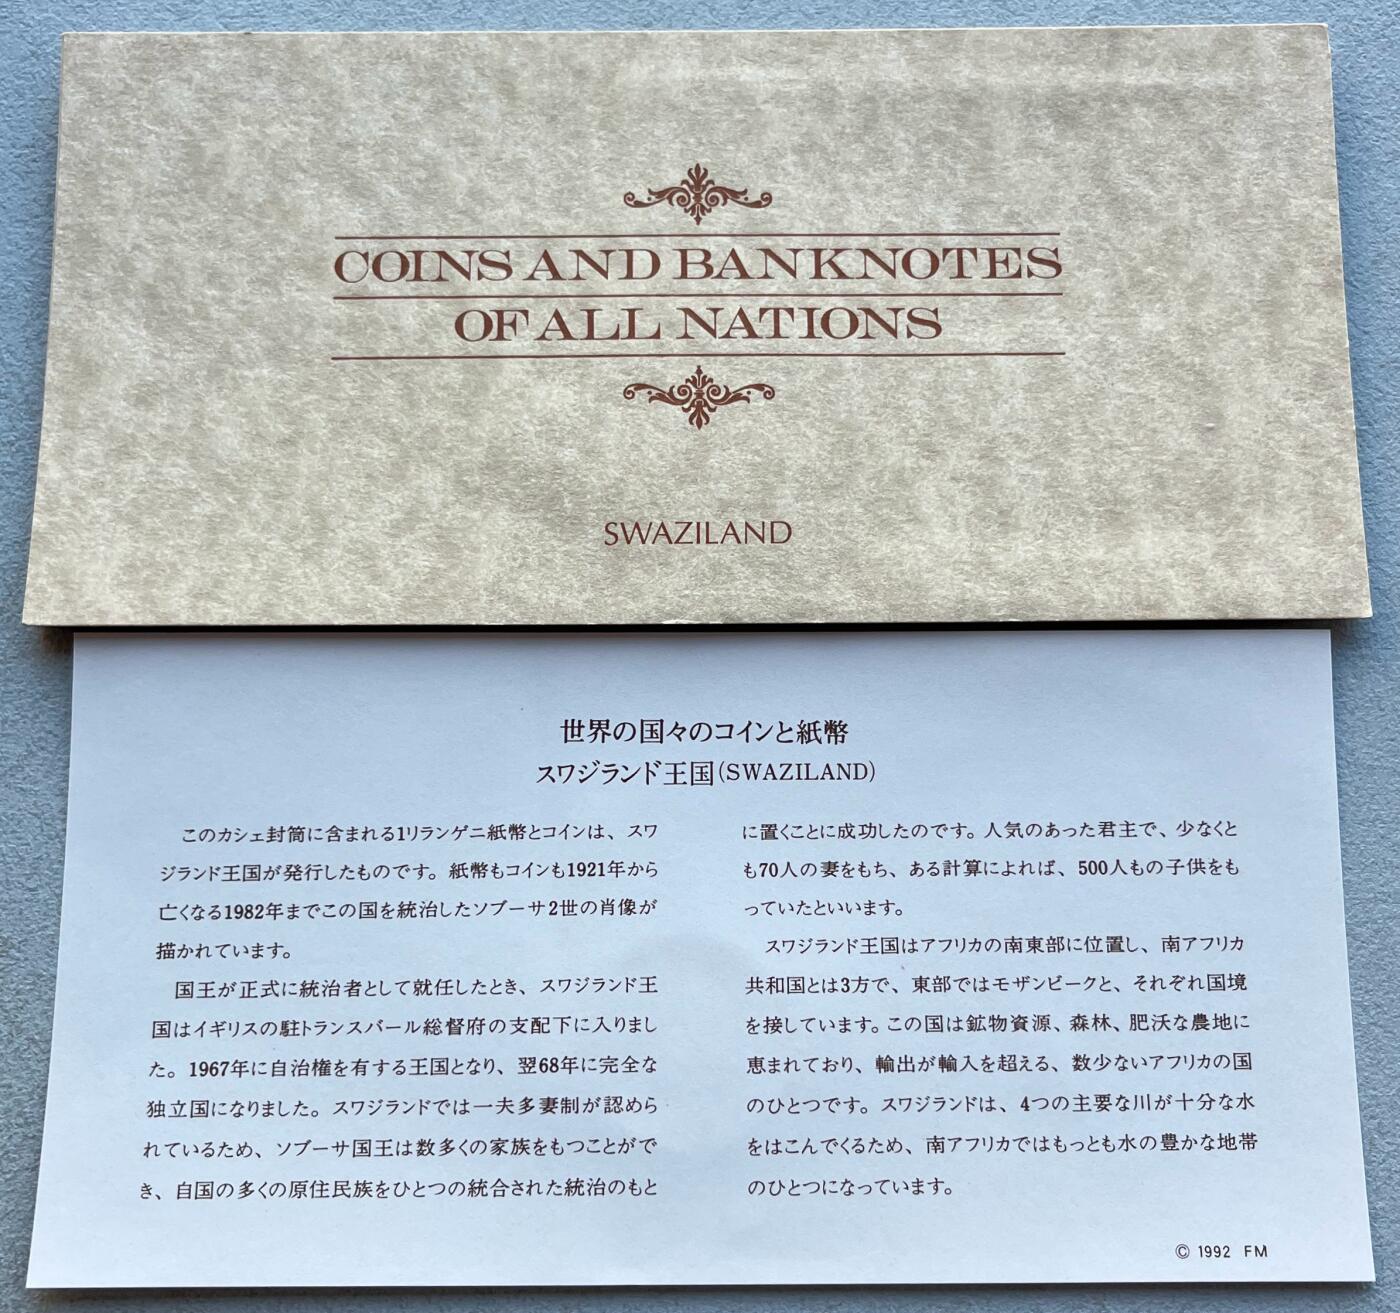 COINS AND BANKNOTES
OF ALL NATIONS
SWAZILAND
世界の国々のコインと紙幣
スワジランド王国(SWAZILAND)
このカシェ封筒に含まれる1リランゲニ紙幣とコインは、スワ
ジランド王国が発行したものです。紙幣もコインも1921年から
亡くなる1982年までこの国を統治したソブーサ2世の肖像が
描かれています。
国王が正式に統治者として就任したとき、スワジランド王
国はイギリスの駐トランスバール総督府の支配下に入りまし
た。1967年に自治権を有する王国となり、翌68年に完全な
独立国になりました。スワジランドでは一夫多妻制が認めら
れているため、ソブーサ国王は数多くの家族をもつことがで
き、自国の多くの原住民族をひとつの統合された統治のもと
に置くことに成功したのです。人気のあった君主で、少なくと
も70人の妻をもち、ある計算によれば、500人もの子供をも
っていたといいます。
スワジランド王国はアフリカの南東部に位置し、南アフリカ
共和国とは3方で、東部ではモザンビークと、それぞれ国境
を接しています。この国は鉱物資源、森林、肥沃な農地に
恵まれており、輸出が輸入を超える、数少ないアフリカの国
のひとつです。スワジランドは、4つの主要な川が十分な水
をはこんでくるため、南アフリカではもっとも水の豊かな地帯
のひとつになっています。
© 1992 FM